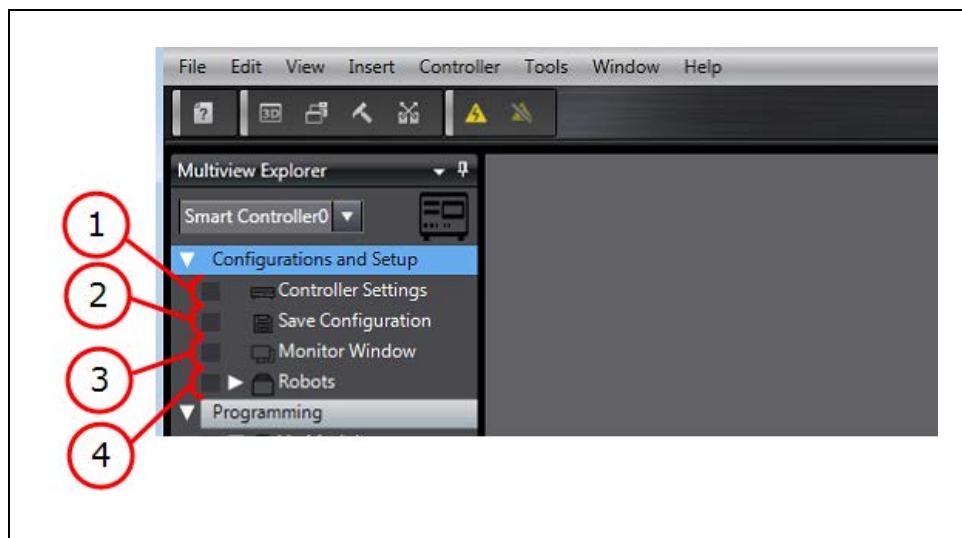 File Edit View Insert Controller Tools Window Help
3D
Multiview Explorer
Smart Controller0
1
Configurations and Setup
Controller Settings
2
Save Configuration
Monitor Window
3
Robots
Programming
4